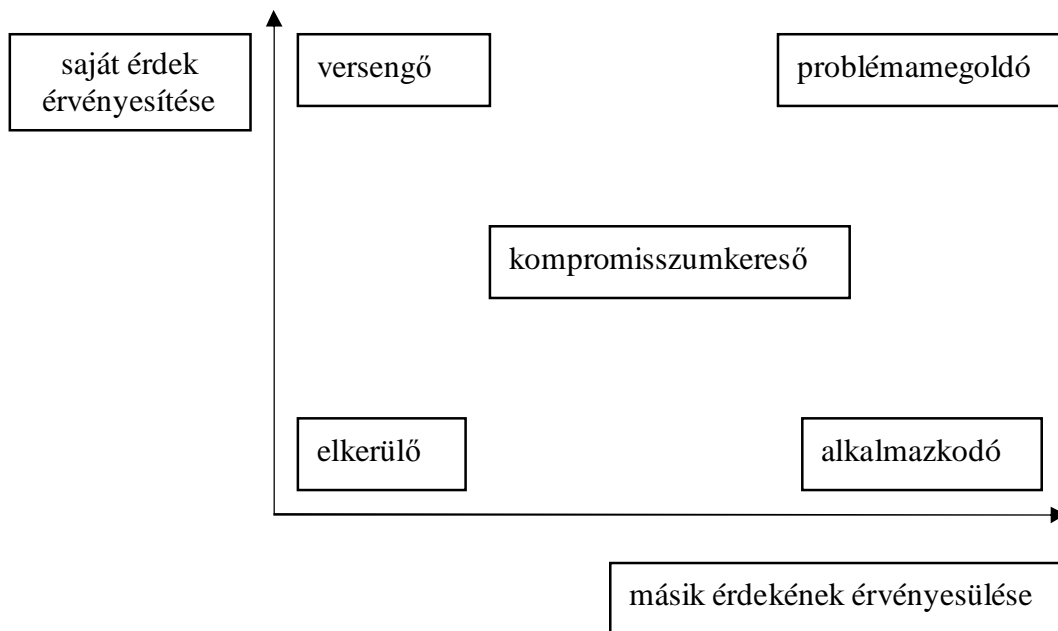 saját érdek
érvényesítése
versengő
problémamegoldó
kompromisszumkereső
elkerülő
alkalmazkodó
másik érdekének érvényesülése